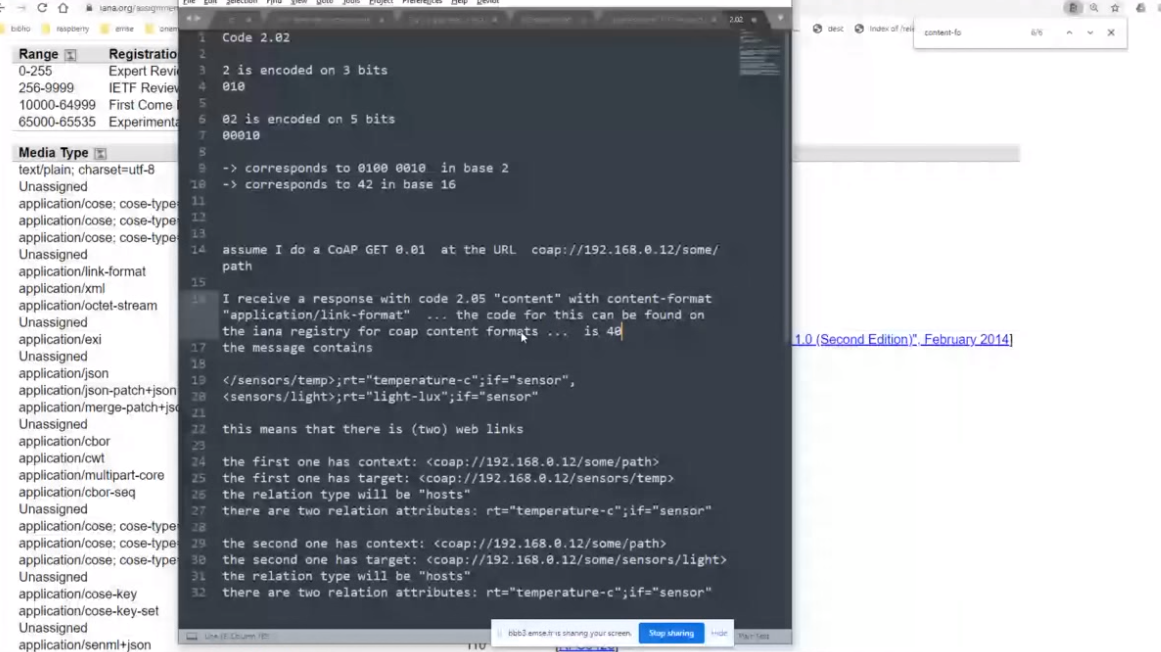 iana.org/assignmen
File Edit Selection Find View Goto Tools Project Preferences Help
biblio raspberry emse
2.02
desc Index of /rele
content-fo 6/6
Range Registration
0-255 Expert Revi
256-9999 IETF Review
10000-64999 First Come
65000-65535 Experimenta
Media Type
text/plain; charset=utf-8
Unassigned
application/cose; cose-type=
application/cose; cose-type=
application/cose; cose-type=
Unassigned
application/link-format
application/xml
application/octet-stream
Unassigned
application/exi
Unassigned
application/json
application/json-patch+json
application/merge-patch+jso
Unassigned
application/cbor
application/cwt
application/multipart-core
application/cbor-seq
Unassigned
application/cose; cose-type=
application/cose; cose-type=
Unassigned
application/cose-key
application/cose-key-set
Unassigned
application/senml+json
110
1 Code 2.02
2
3 2 is encoded on 3 bits
4 010
5
6 02 is encoded on 5 bits
7 00010
8
9 -> corresponds to 0100 0010 in base 2
10 -> corresponds to 42 in base 16
11
12
13
14 assume I do a CoAP GET 0.01 at the URL coap://192.168.0.12/some/
path
15
16 I receive a response with code 2.05 "content" with content-format
"application/link-format" ... the code for this can be found on
the iana registry for coap content formats ... is 40
17 the message contains
18
19 </sensors/temp>;rt="temperature-c";if="sensor",
20 <sensors/light>;rt="light-lux";if="sensor"
21
22 this means that there is (two) web links
23
24 the first one has context: <coap://192.168.0.12/some/path>
25 the first one has target: <coap://192.168.0.12/sensors/temp>
26 the relation type will be "hosts"
27 there are two relation attributes: rt="temperature-c";if="sensor"
28
29 the second one has context: <coap://192.168.0.12/some/path>
30 the second one has target: <coap://192.168.0.12/some/sensors/light>
31 the relation type will be "hosts"
32 there are two relation attributes: rt="temperature-c";if="sensor"
1.0 (Second Edition)", February 2014]
bbb3.emse.fr is sharing your screen. Stop sharing Hide